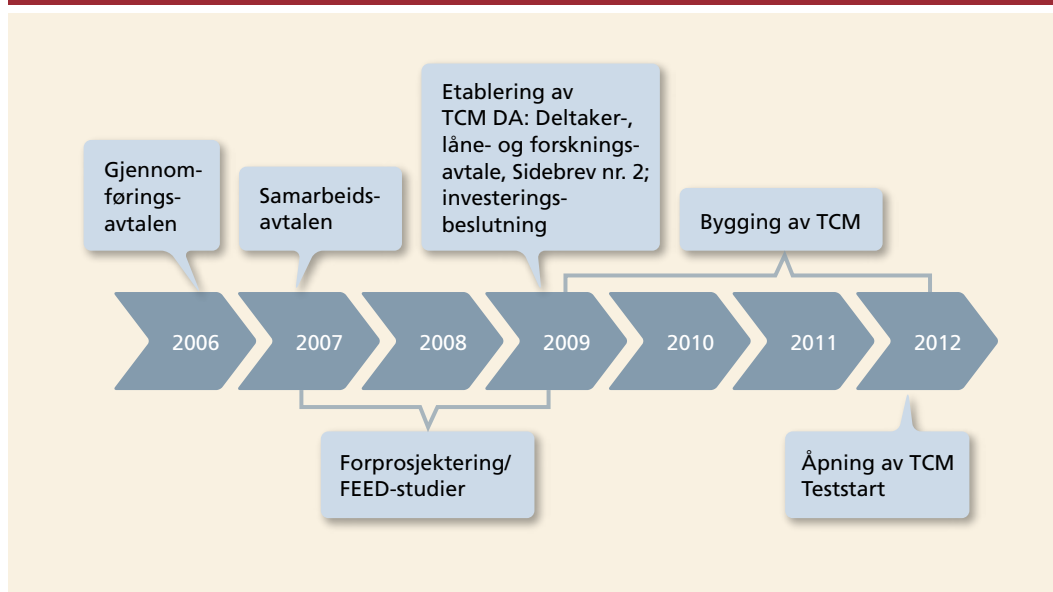 Etablering av
TCM DA: Deltaker-,
låne- og forsknings-
avtale, Sidebrev nr. 2;
investerings-
beslutning
Gjennom-
førings-
avtalen
Samarbeids-
avtalen
Bygging av TCM
2006
2007
2008
2009
2010
2011
2012
Forprosjektering/
FEED-studier
Åpning av TCM
Teststart